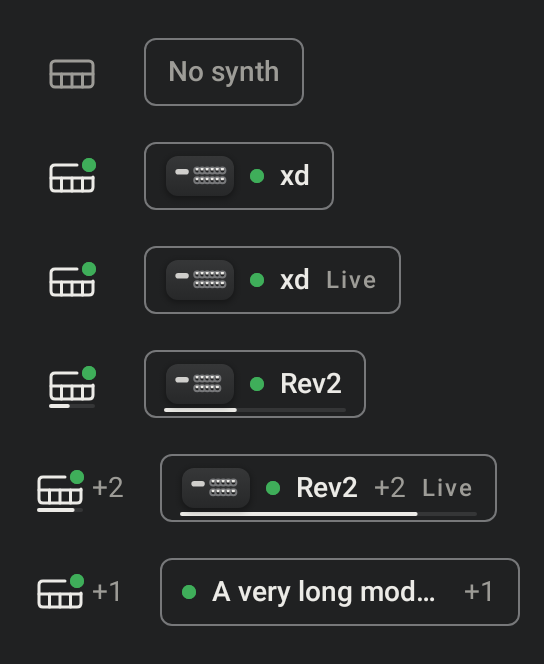 No synth
xd
xd Live
Rev2
+2 Rev2 +2 Live
+1 A very long mod... +1